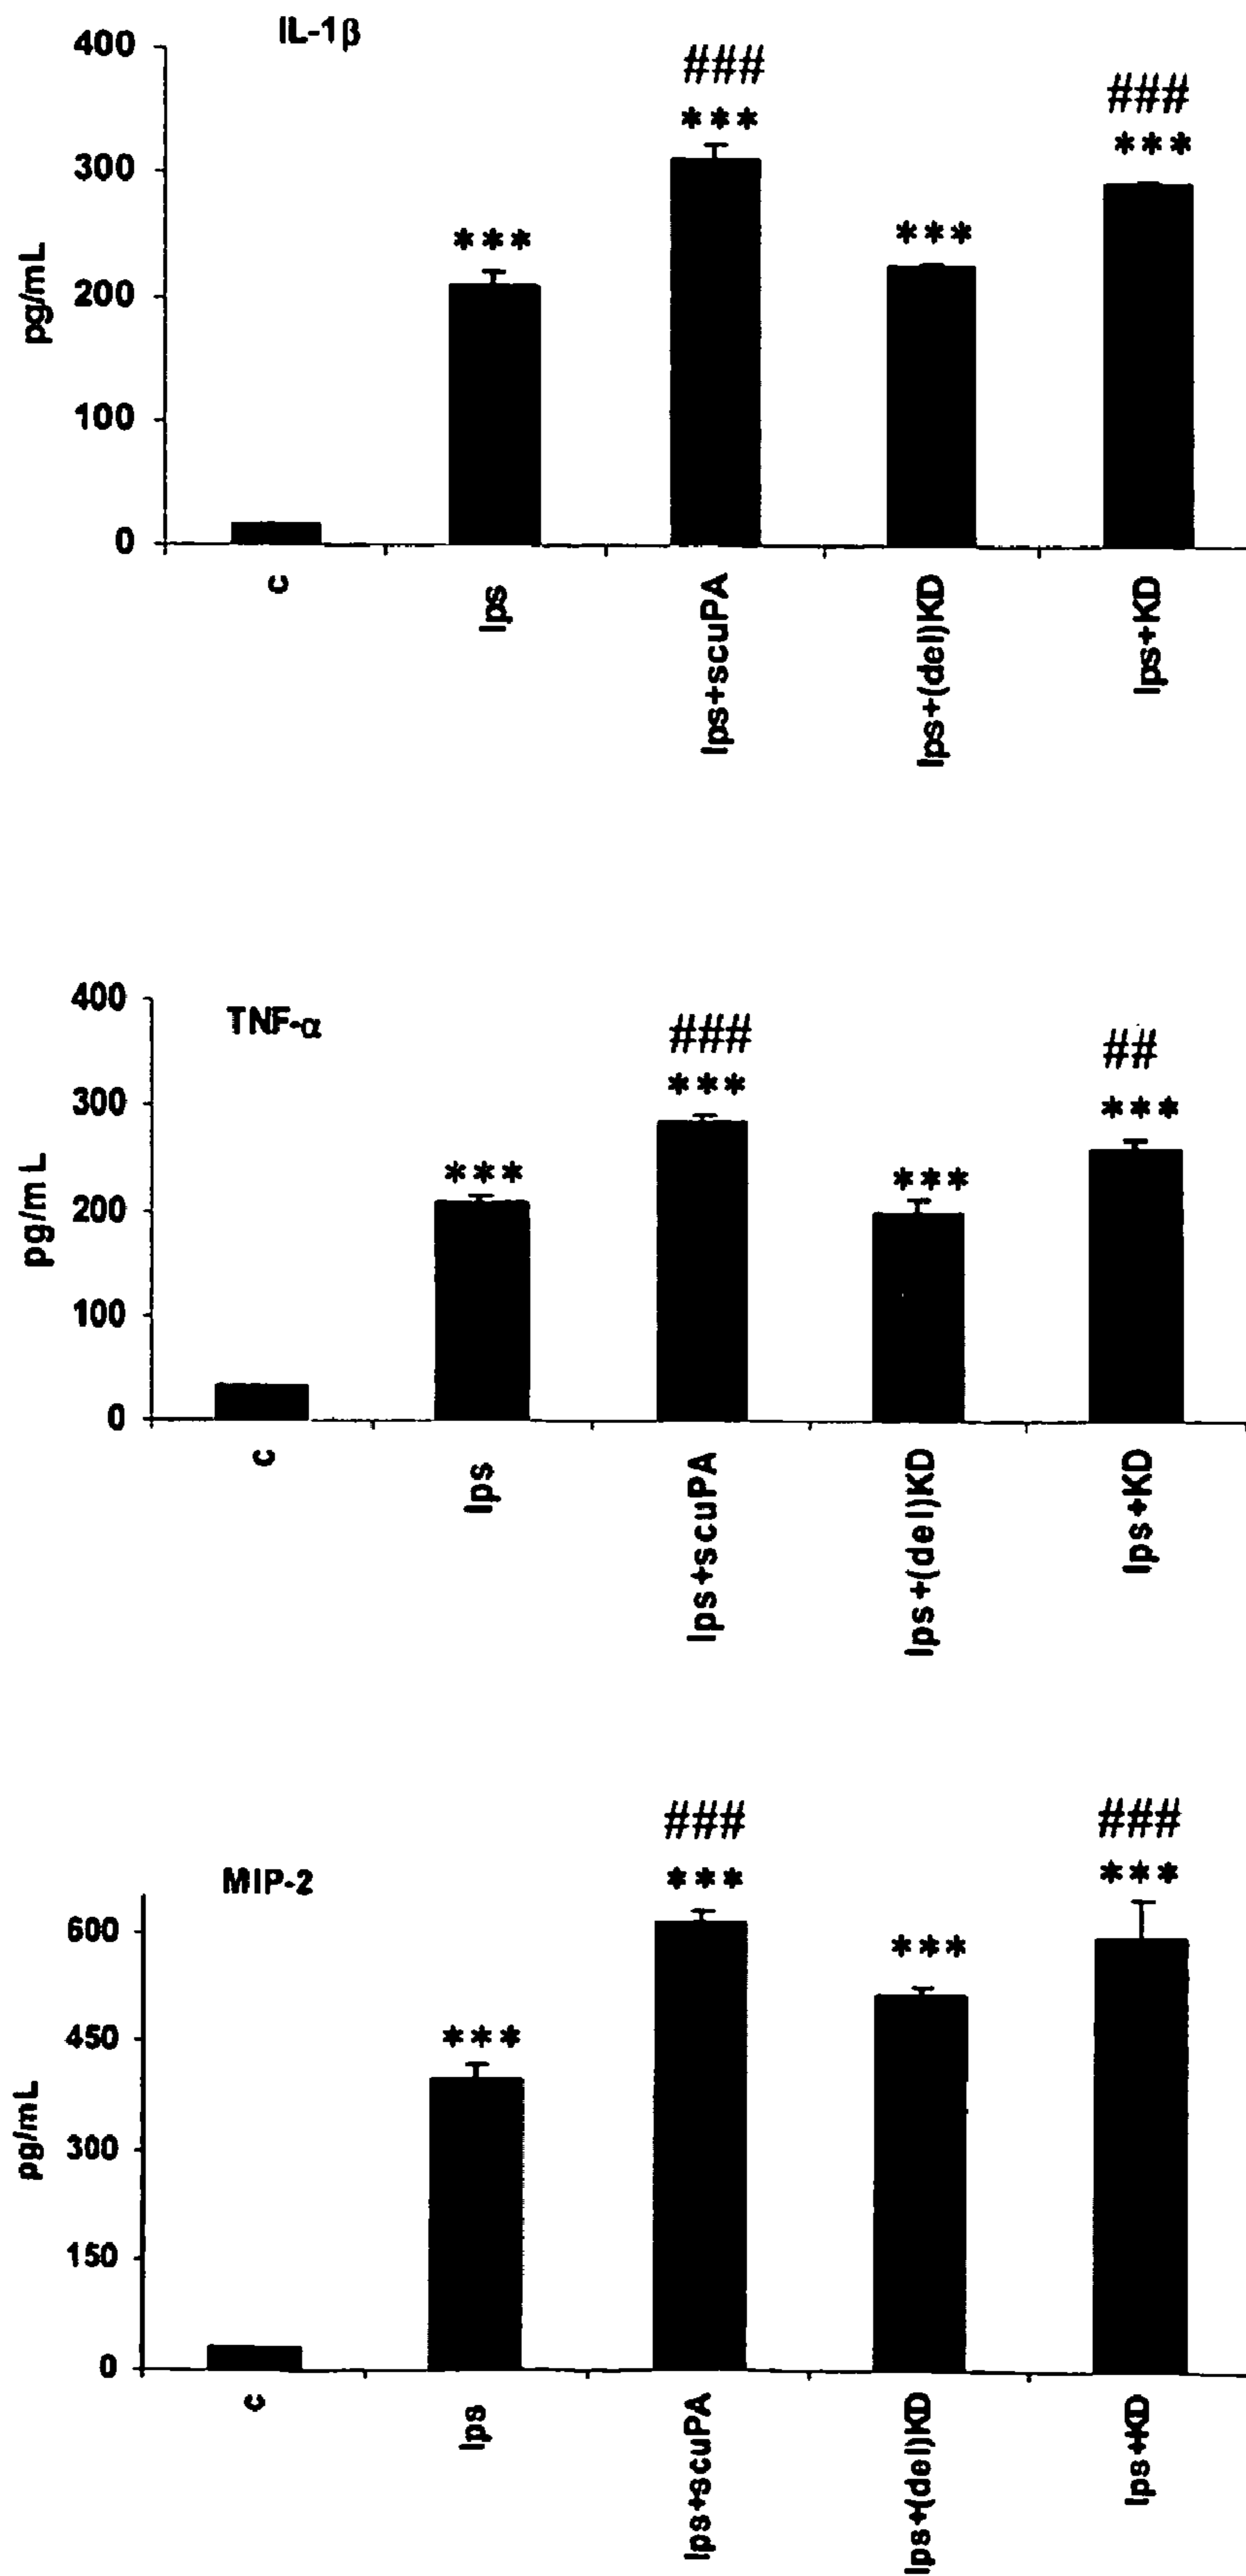 IL-1β
400
300
200
100
0
pg/mL
***
###
***
***
###
***
c
lps
lps+scuPA
lps+(del)KD
lps+KD
TNF-α
400
300
200
100
0
pg/mL
***
###
***
***
##
***
c
lps
lps+scuPA
lps+(del)KD
lps+KD
MIP-2
600
450
300
150
0
pg/mL
***
###
***
***
###
***
c
lps
lps+scuPA
lps+(del)KD
lps+KD